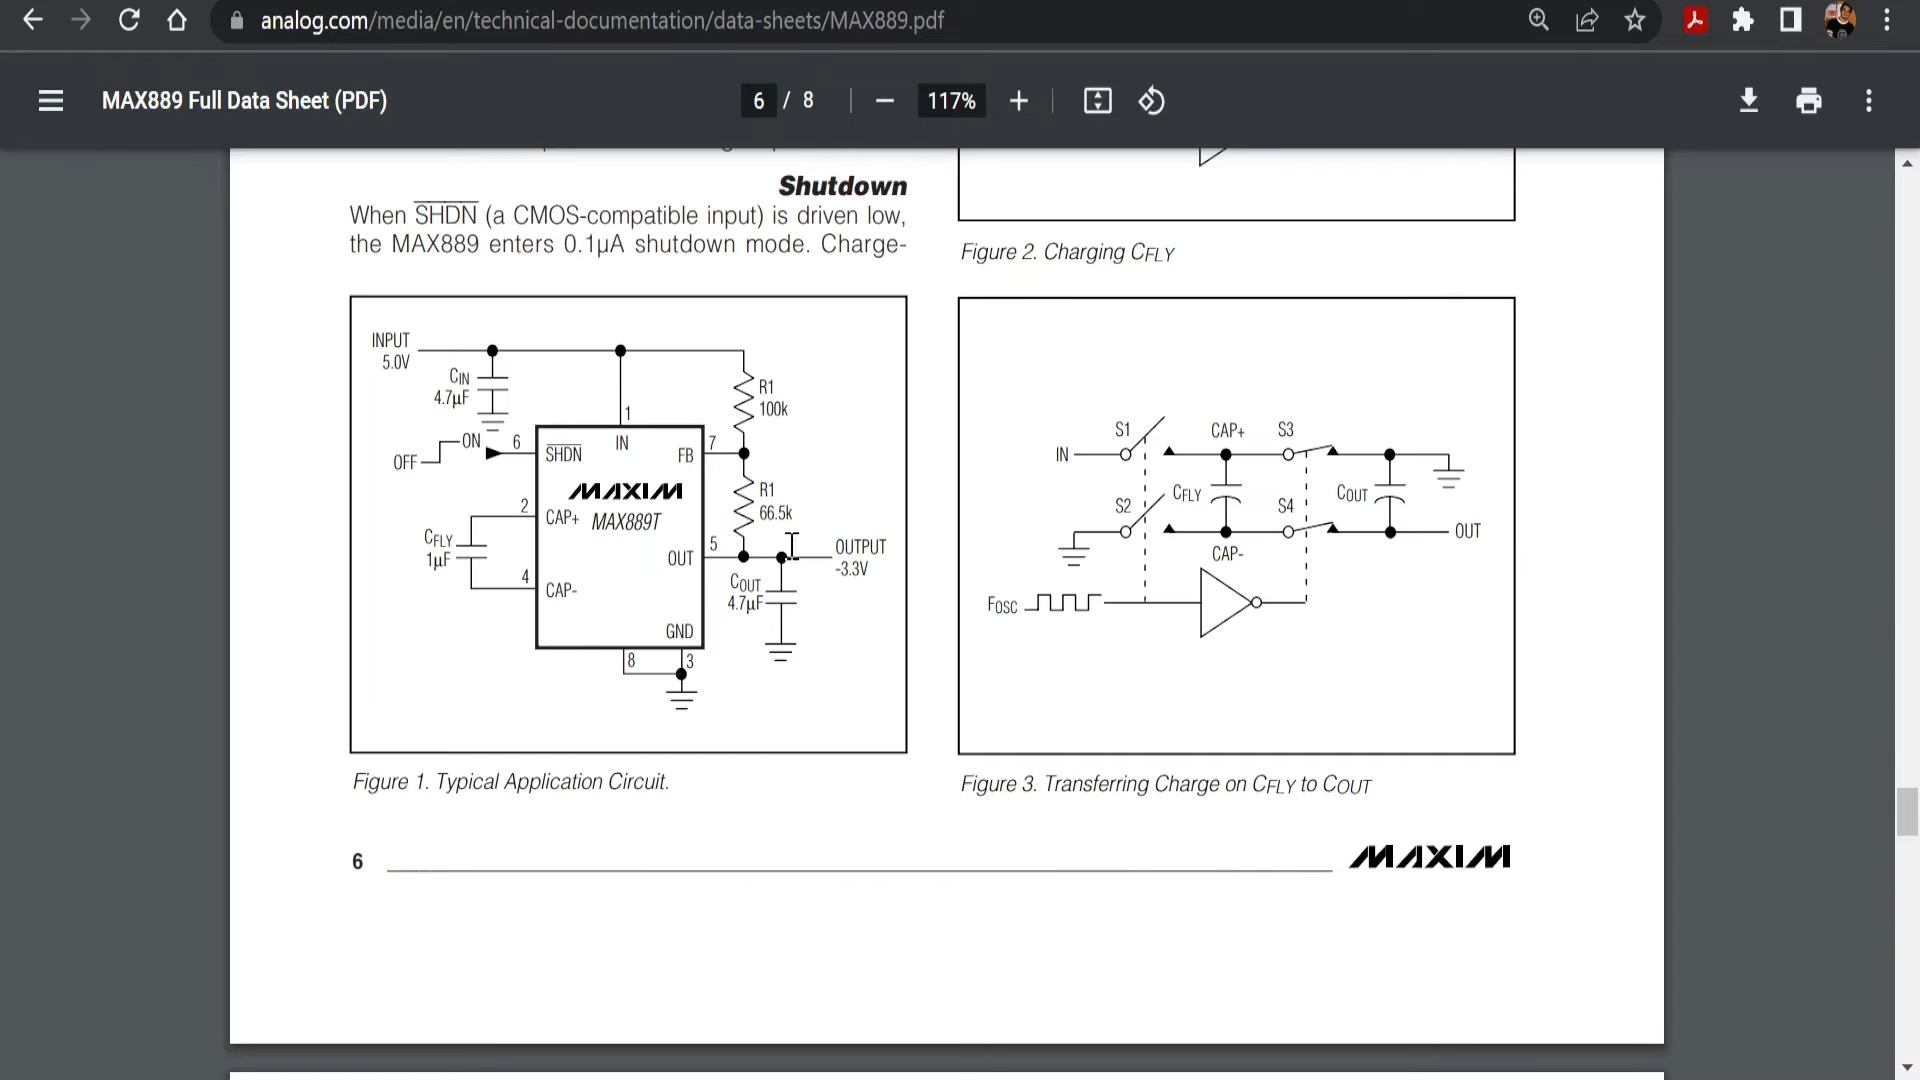 analog.com/media/en/technical-documentation/data-sheets/MAX889.pdf
MAX889 Full Data Sheet (PDF)
6 / 8
117%
Shutdown
When SHDN (a CMOS-compatible input) is driven low,
the MAX889 enters 0.1µA shutdown mode. Charge-
INPUT
5.0V
CIN
4.7µF
R1
100k
1
IN
ON
OFF
6
SHDN
FB
7
MAXIM
MAX889T
R1
66.5k
2
CAP+
CFLY
1µF
4
CAP-
OUT
5
OUTPUT
-3.3V
COUT
4.7µF
GND
8
3
Figure 1. Typical Application Circuit.
Figure 2. Charging CFLY
S1
CAP+
S3
IN
CFLY
COUT
S2
S4
OUT
CAP-
FOSC
Figure 3. Transferring Charge on CFLY to COUT
6
MAXIM